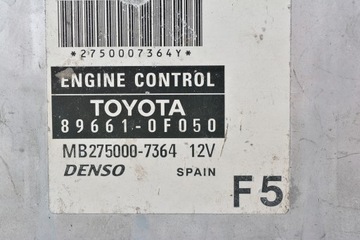 *2750007364Y*
ENGINE CONTROL
TOYOTA
89661-0F050
MB275000-7364 12V
DENSO SPAIN F5